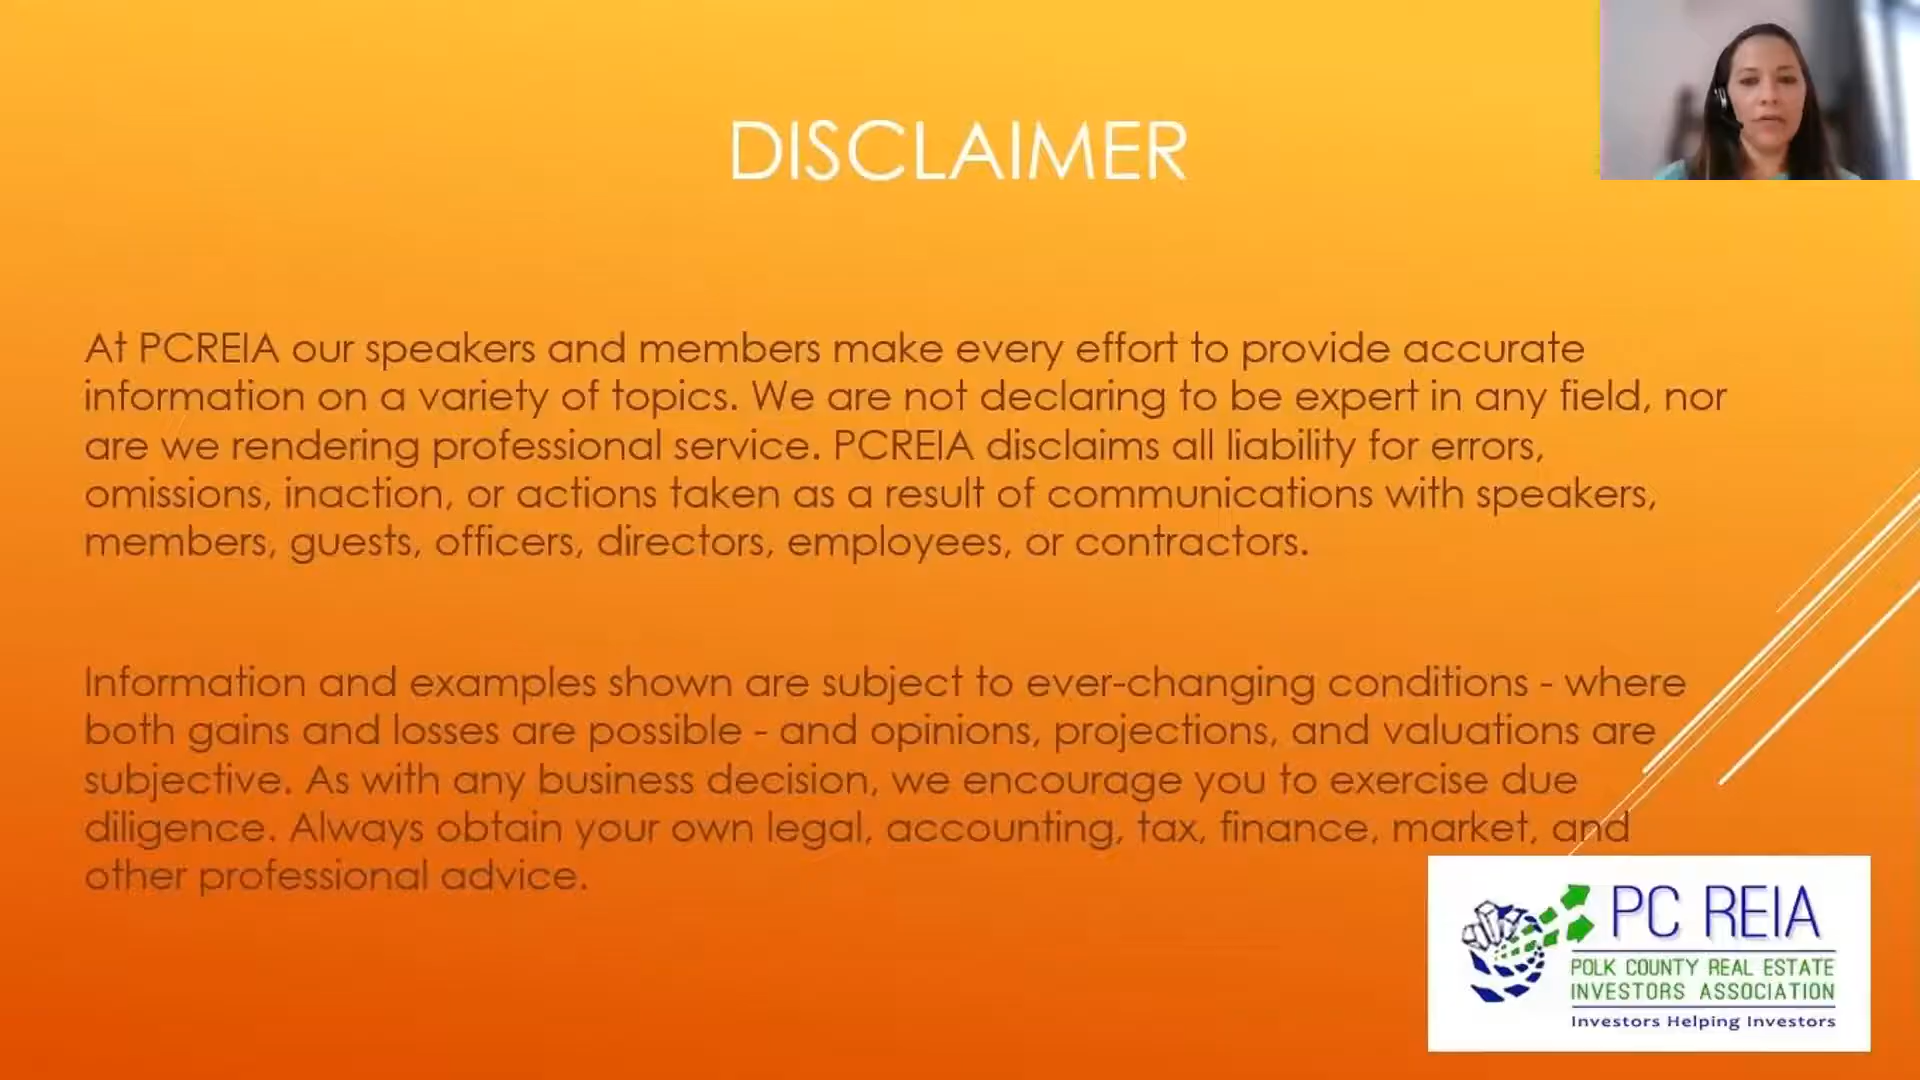 DISCLAIMER
At PCREIA our speakers and members make every effort to provide accurate
information on a variety of topics. We are not declaring to be expert in any field, nor
are we rendering professional service. PCREIA disclaims all liability for errors,
omissions, inaction, or actions taken as a result of communications with speakers,
members, guests, officers, directors, employees, or contractors.
Information and examples shown are subject to ever-changing conditions - where
both gains and losses are possible - and opinions, projections, and valuations are
subjective. As with any business decision, we encourage you to exercise due
diligence. Always obtain your own legal, accounting, tax, finance, market, and
other professional advice.
PC REIA
POLK COUNTY REAL ESTATE
INVESTORS ASSOCIATION
Investors Helping Investors